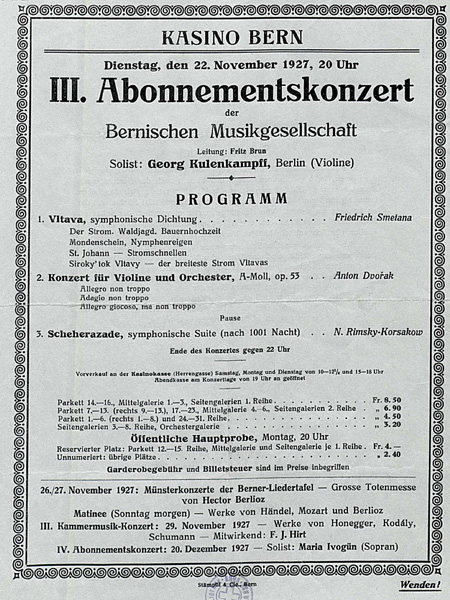 KASINO BERN
Dienstag, den 22. November 1927, 20 Uhr
III. Abonnementskonzert
der
Bernischen Musikgesellschaft
Leitung: Fritz Brun
Solist: Georg Kulenkampff, Berlin (Violine)
PROGRAMM
1. Vltava, symphonische Dichtung . . . . . . . . . . . . Friedrich Smetana
Der Strom. Waldjagd. Bauernhochzeit
Mondenschein, Nymphenreigen
St. Johann — Stromschnellen
Siroky' tok Vltavy — der breiteste Strom Vltavas
2. Konzert für Violine und Orchester, A-Moll, op. 53 . . Anton Dvořak
Allegro non troppo
Adagio non troppo
Allegro giocoso, ma non troppo
Pause
3. Scheherazade, symphonische Suite (nach 1001 Nacht) . . N. Rimsky-Korsakow
Ende des Konzertes gegen 22 Uhr
Vorverkauf an der Kasinokasse (Herrengasse) Samstag, Montag und Dienstag von 10—12½ und 15—18 Uhr
Abendkasse am Konzerttage von 19 Uhr an geöffnet
Parkett 14.—16., Mittelgalerie 1.—3., Seitengalerien 1. Reihe . . . . . Fr. 8.50
Parkett 7.—13. (rechts 9.—13.), 17.—23., Mittelgalerie 4.—6., Seitengalerien 2. Reihe . . „ 6.90
Parkett 1.—6. (rechts 1.—8.) und 24.—31. Reihe . . . . . „ 4.50
Seitengalerien 3.—8. Reihe, Orchestergalerie . . . . . „ 3.20
Öffentliche Hauptprobe, Montag, 20 Uhr
Reservierter Platz: Parkett 12.—15. Reihe, Mittelgalerie und Seitengalerie je 1. Reihe . Fr. 4.—
Unnumeriert: übrige Plätze . . . . . „ 2.40
Garderobegebühr und Billetsteuer sind im Preise inbegriffen
26./27. November 1927: Münsterkonzerte der Berner-Liedertafel — Grosse Totenmesse
von Hector Berlioz
Matinee (Sonntag morgen) — Werke von Händel, Mozart und Berlioz
III. Kammermusik-Konzert: 29. November 1927 — Werke von Honegger, Kodály,
Schumann — Mitwirkend: F. J. Hirt
IV. Abonnementskonzert: 20. Dezember 1927 — Solist: Maria Ivogün (Sopran)
Stämpfli & Cie., Bern
Wenden!